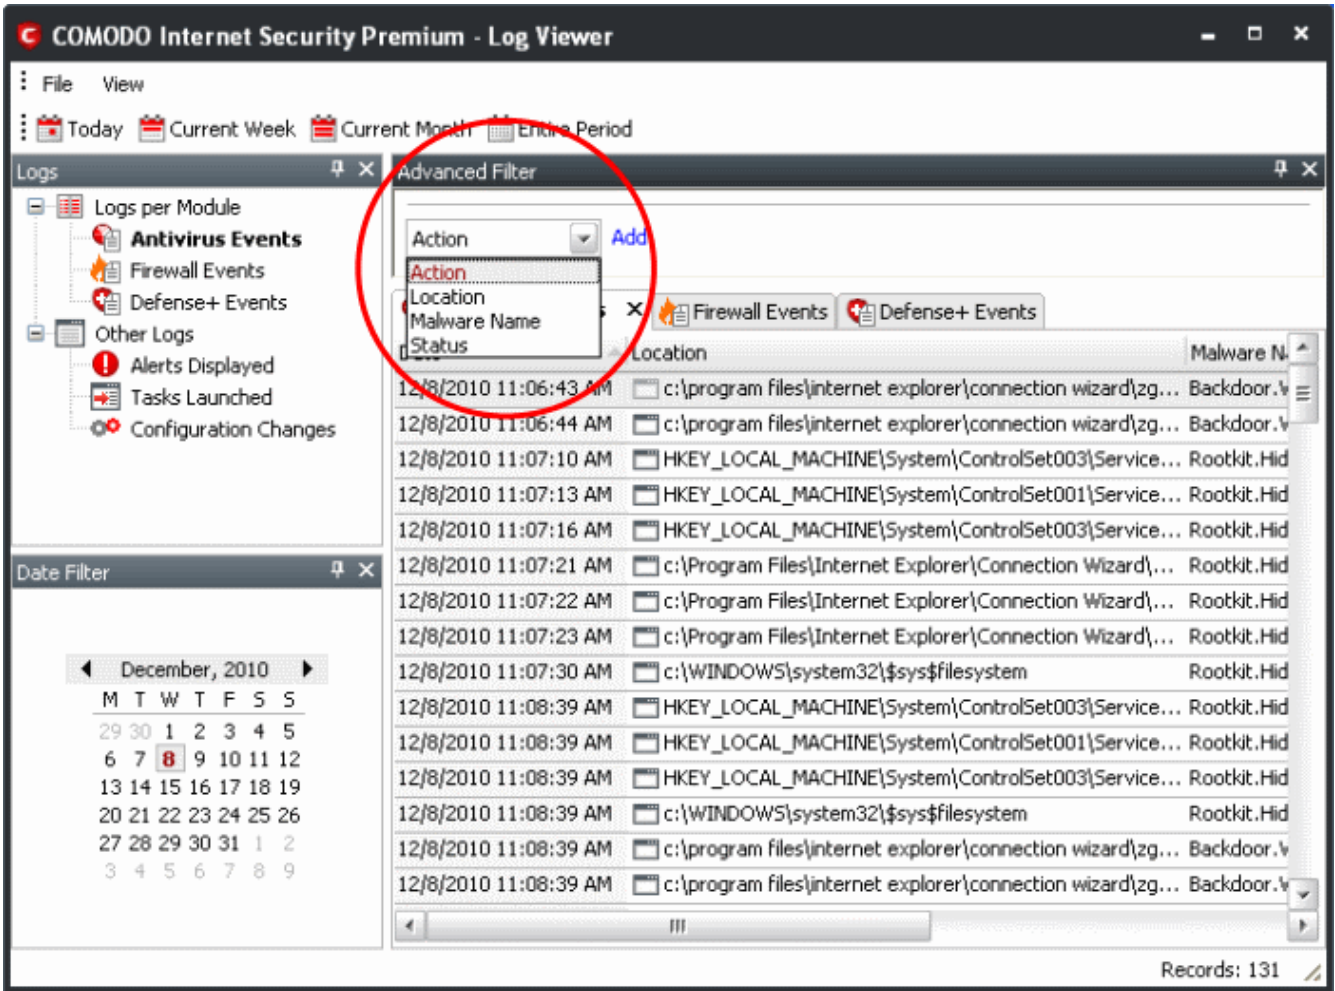 COMODO Internet Security Premium - Log Viewer
File View
Today Current Week Current Month Entire Period
Logs
Logs per Module
Antivirus Events
Firewall Events
Defense+ Events
Other Logs
Alerts Displayed
Tasks Launched
Configuration Changes
Date Filter
December, 2010
M T W T F S S
29 30 1 2 3 4 5
6 7 8 9 10 11 12
13 14 15 16 17 18 19
20 21 22 23 24 25 26
27 28 29 30 31 1 2
3 4 5 6 7 8 9
Advanced Filter
Action Add
Action
Location
Malware Name
Status
Firewall Events Defense+ Events
Location Malware N
12/8/2010 11:06:43 AM c:\program files\internet explorer\connection wizard\zg... Backdoor.
12/8/2010 11:06:44 AM c:\program files\internet explorer\connection wizard\zg... Backdoor.
12/8/2010 11:07:10 AM HKEY_LOCAL_MACHINE\System\ControlSet003\Service... Rootkit.Hid
12/8/2010 11:07:13 AM HKEY_LOCAL_MACHINE\System\ControlSet001\Service... Rootkit.Hid
12/8/2010 11:07:16 AM HKEY_LOCAL_MACHINE\System\ControlSet003\Service... Rootkit.Hid
12/8/2010 11:07:21 AM c:\Program Files\Internet Explorer\Connection Wizard\... Rootkit.Hid
12/8/2010 11:07:22 AM c:\Program Files\Internet Explorer\Connection Wizard\... Rootkit.Hid
12/8/2010 11:07:23 AM c:\Program Files\Internet Explorer\Connection Wizard\... Rootkit.Hid
12/8/2010 11:07:30 AM c:\WINDOWS\system32\$sys$filesystem Rootkit.Hid
12/8/2010 11:08:39 AM HKEY_LOCAL_MACHINE\System\ControlSet003\Service... Rootkit.Hid
12/8/2010 11:08:39 AM HKEY_LOCAL_MACHINE\System\ControlSet001\Service... Rootkit.Hid
12/8/2010 11:08:39 AM HKEY_LOCAL_MACHINE\System\ControlSet003\Service... Rootkit.Hid
12/8/2010 11:08:39 AM c:\WINDOWS\system32\$sys$filesystem Rootkit.Hid
12/8/2010 11:08:39 AM c:\program files\internet explorer\connection wizard\zg... Backdoor.
12/8/2010 11:08:39 AM c:\program files\internet explorer\connection wizard\zg... Backdoor.
Records: 131